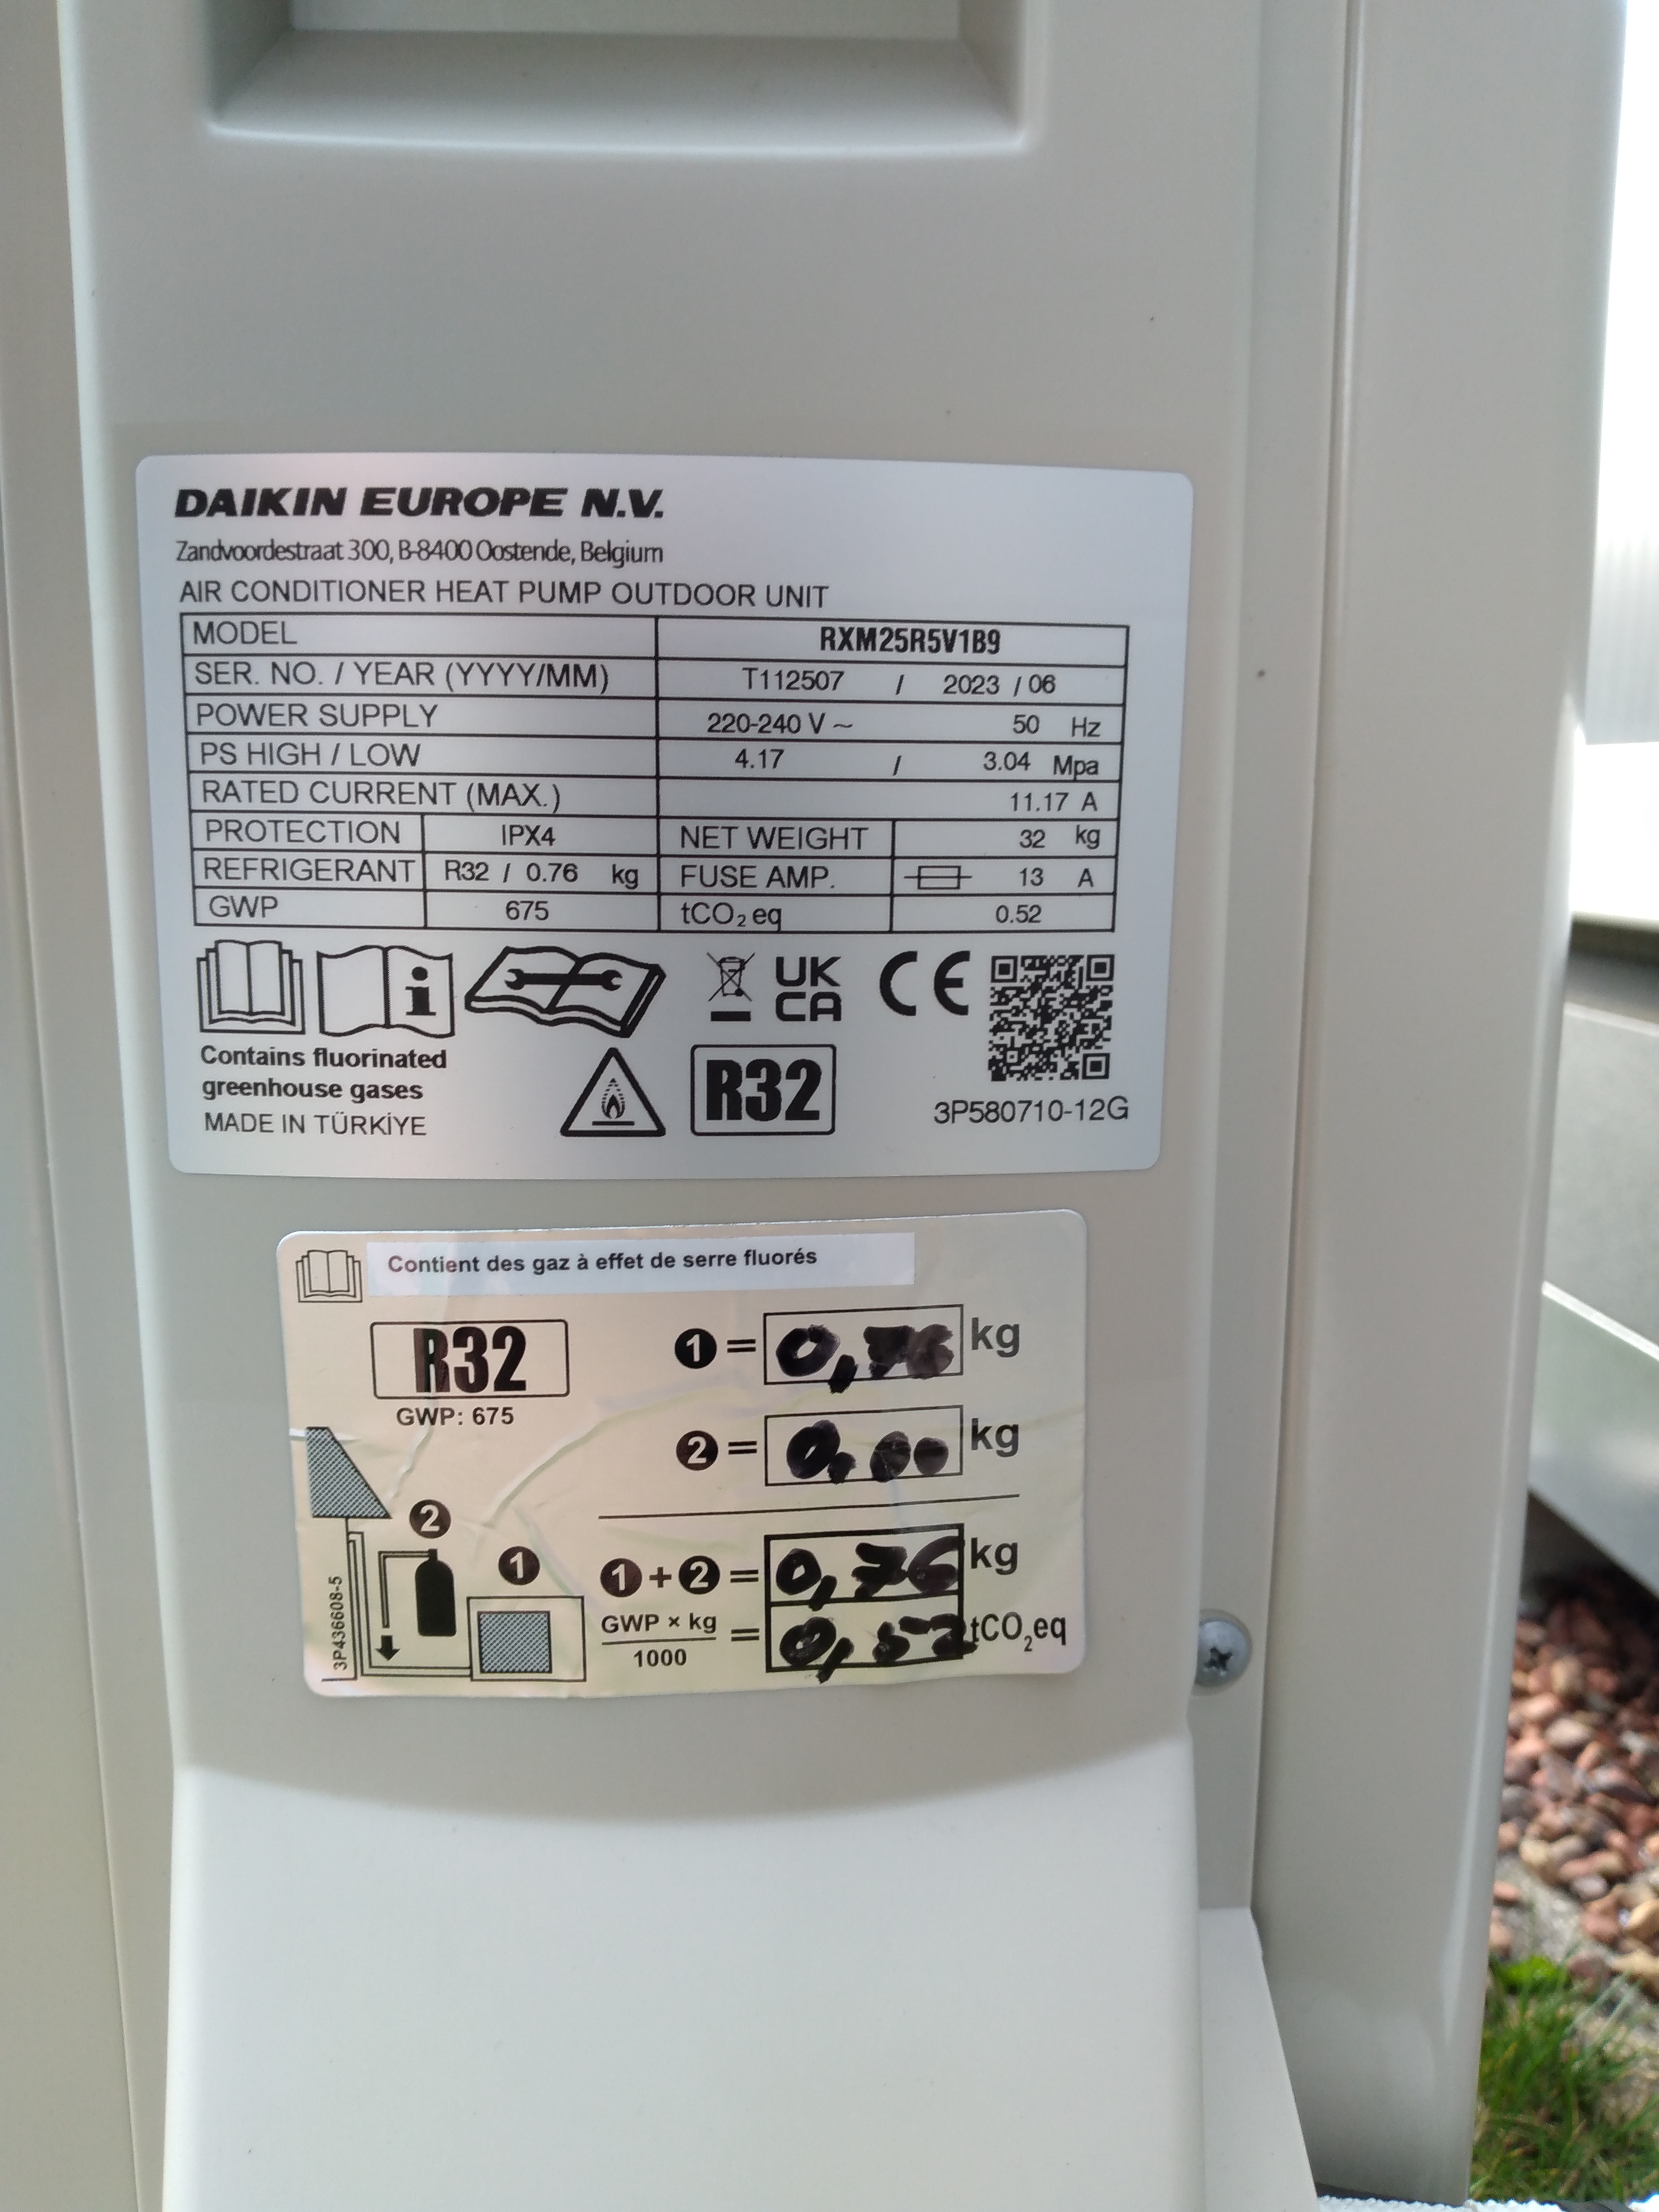 DAIKIN EUROPE N.V.
Zandvoordestraat 300, B-8400 Oostende, Belgium
AIR CONDITIONER HEAT PUMP OUTDOOR UNIT
MODEL RXM25R5V1B9
SER. NO. / YEAR (YYYY/MM) T112507 / 2023 / 06
POWER SUPPLY 220-240 V ~ 50 Hz
PS HIGH / LOW 4.17 / 3.04 Mpa
RATED CURRENT (MAX.) 11.17 A
PROTECTION IPX4 NET WEIGHT 32 kg
REFRIGERANT R32 / 0.76 kg FUSE AMP. 13 A
GWP 675 tCO₂eq 0.52
UK
CA CE
Contains fluorinated
greenhouse gases
MADE IN TÜRKİYE
R32
3P580710-12G
Contient des gaz à effet de serre fluorés
R32
GWP: 675
1 = 0,76 kg
2 = 0,00 kg
2
1
1 + 2 = 0,76 kg
GWP × kg
1000
= 0,52 tCO₂eq
3P436608-5